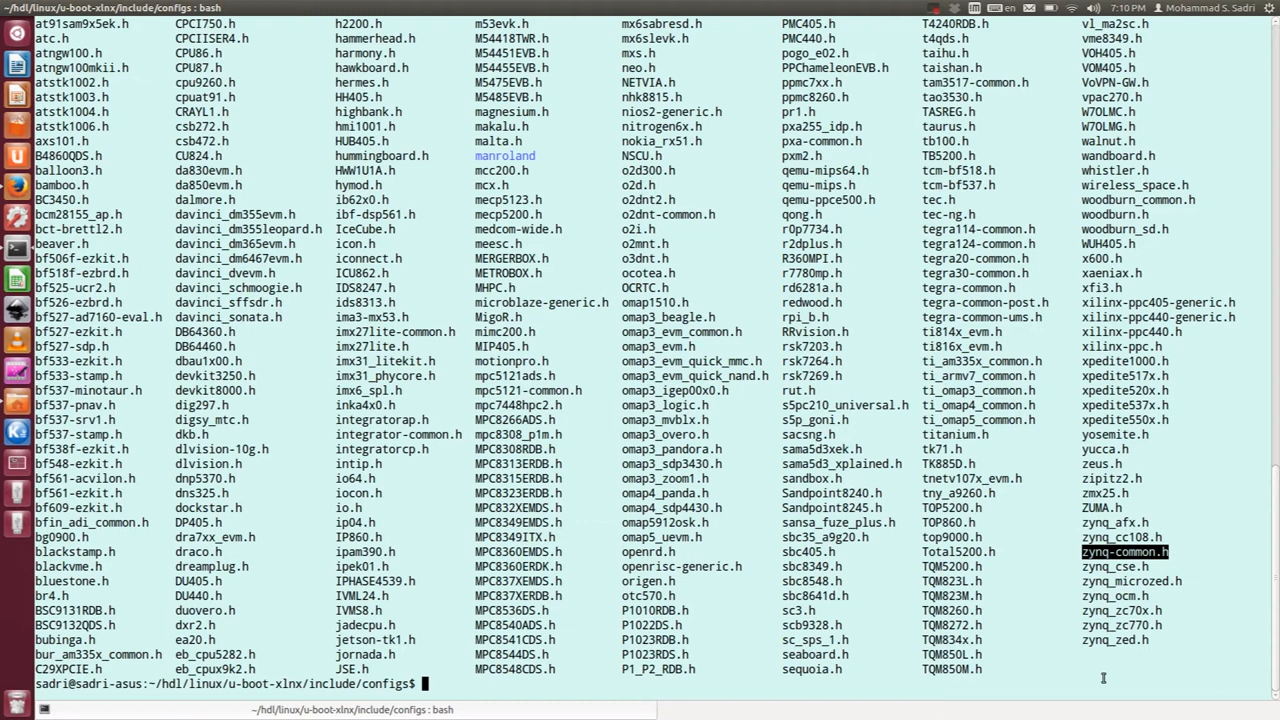 ~/hdl/linux/u-boot-xlnx/include/configs : bash en 7:10 PM Mohammad S. Sadri
at91sam9x5ek.h CPCI750.h h2200.h m53evk.h mx6sabresd.h PMC405.h T4240RDB.h vl_ma2sc.h
atc.h CPCIISER4.h hammerhead.h M54418TWR.h mx6slevk.h PMC440.h t4qds.h vme8349.h
atngw100.h CPU86.h harmony.h M54451EVB.h mxs.h pogo_e02.h taihu.h VOH405.h
atngw100mkii.h CPU87.h hawkboard.h M54455EVB.h neo.h PPChameleonEVB.h taishan.h VOM405.h
atstk1002.h cpu9260.h hermes.h M5475EVB.h NETVIA.h ppmc7xx.h tam3517-common.h VoVPN-GW.h
atstk1003.h cpuat91.h HH405.h M5485EVB.h nhk8815.h ppmc8260.h tao3530.h vpac270.h
atstk1004.h CRAYL1.h highbank.h magnesium.h nios2-generic.h pr1.h TASREG.h W7OLMC.h
atstk1006.h csb272.h hmi1001.h makalu.h nitrogen6x.h pxa255_idp.h taurus.h W7OLMG.h
axs101.h csb472.h HUB405.h malta.h nokia_rx51.h pxa-common.h tb100.h walnut.h
B4860QDS.h CU824.h hummingboard.h manroland NSCU.h pxm2.h TB5200.h wandboard.h
balloon3.h da830evm.h HWW1U1A.h mcc200.h o2d300.h qemu-mips64.h tcm-bf518.h whistler.h
bamboo.h da850evm.h hymod.h mcx.h o2d.h qemu-mips.h tcm-bf537.h wireless_space.h
BC3450.h dalmore.h ib62x0.h mecp5123.h o2dnt2.h qemu-ppce500.h tec.h woodburn_common.h
bcm28155_ap.h davinci_dm355evm.h ibf-dsp561.h mecp5200.h o2dnt-common.h qong.h tec-ng.h woodburn.h
bct-brettl2.h davinci_dm355leopard.h IceCube.h medcom-wide.h o2i.h r0p7734.h tegra114-common.h woodburn_sd.h
beaver.h davinci_dm365evm.h icon.h meesc.h o2mnt.h r2dplus.h tegra124-common.h WUH405.h
bf506f-ezkit.h davinci_dm6467evm.h iconnect.h MERGERBOX.h o3dnt.h R360MPI.h tegra20-common.h x600.h
bf518f-ezbrd.h davinci_dvevm.h ICU862.h METROBOX.h ocotea.h r7780mp.h tegra30-common.h xaeniax.h
bf525-ucr2.h davinci_schmoogie.h IDS8247.h MHPC.h OCRTC.h rd6281a.h tegra-common.h xfi3.h
bf526-ezbrd.h davinci_sffsdr.h ids8313.h microblaze-generic.h omap1510.h redwood.h tegra-common-post.h xilinx-ppc405-generic.h
bf527-ad7160-eval.h davinci_sonata.h ima3-mx53.h MigoR.h omap3_beagle.h rpi_b.h tegra-common-ums.h xilinx-ppc440-generic.h
bf527-ezkit.h DB64360.h imx27lite-common.h mimc200.h omap3_evm_common.h RRvision.h ti814x_evm.h xilinx-ppc440.h
bf527-sdp.h DB64460.h imx27lite.h MIP405.h omap3_evm.h rsk7203.h ti816x_evm.h xilinx-ppc.h
bf533-ezkit.h dbau1x00.h imx31_litekit.h motionpro.h omap3_evm_quick_mmc.h rsk7264.h ti_am335x_common.h xpedite1000.h
bf533-stamp.h devkit3250.h imx31_phycore.h mpc5121ads.h omap3_evm_quick_nand.h rsk7269.h ti_armv7_common.h xpedite517x.h
bf537-minotaur.h devkit8000.h imx6_spl.h mpc5121-common.h omap3_igep00x0.h rut.h ti_omap3_common.h xpedite520x.h
bf537-pnav.h dig297.h inka4x0.h mpc7448hpc2.h omap3_logic.h s5pc210_universal.h ti_omap4_common.h xpedite537x.h
bf537-srv1.h digsy_mtc.h integratorap.h MPC8266ADS.h omap3_mvblx.h s5p_goni.h ti_omap5_common.h xpedite550x.h
bf537-stamp.h dkb.h integrator-common.h mpc8308_p1m.h omap3_overo.h sacsng.h titanium.h yosemite.h
bf538f-ezkit.h dlvision-10g.h integratorcp.h MPC8308RDB.h omap3_pandora.h sama5d3xek.h tk71.h yucca.h
bf548-ezkit.h dlvision.h intip.h MPC8313ERDB.h omap3_sdp3430.h sama5d3_xplained.h TK885D.h zeus.h
bf561-acvilon.h dnp5370.h io64.h MPC8315ERDB.h omap3_zoom1.h sandbox.h tnetv107x_evm.h zipitz2.h
bf561-ezkit.h dns325.h iocon.h MPC8323ERDB.h omap4_panda.h Sandpoint8240.h tny_a9260.h zmx25.h
bf609-ezkit.h dockstar.h io.h MPC832XEMDS.h omap4_sdp4430.h Sandpoint8245.h TOP5200.h ZUMA.h
bfin_adi_common.h DP405.h ip04.h MPC8349EMDS.h omap5912osk.h sansa_fuze_plus.h TOP860.h zynq_afx.h
bg0900.h dra7xx_evm.h IP860.h MPC8349ITX.h omap5_uevm.h sbc35_a9g20.h top9000.h zynq_cc108.h
blackstamp.h draco.h ipam390.h MPC8360EMDS.h openrd.h sbc405.h Total5200.h zynq-common.h
blackvme.h dreamplug.h ipek01.h MPC8360ERDK.h openrisc-generic.h sbc8349.h TQM5200.h zynq_cse.h
bluestone.h DU405.h IPHASE4539.h MPC837XEMDS.h origen.h sbc8548.h TQM823L.h zynq_microzed.h
br4.h DU440.h IVML24.h MPC837XERDB.h otc570.h sbc8641d.h TQM823M.h zynq_ocm.h
BSC9131RDB.h duovero.h IVMS8.h MPC8536DS.h P1010RDB.h sc3.h TQM8260.h zynq_zc70x.h
BSC9132QDS.h dxr2.h jadecpu.h MPC8540ADS.h P1022DS.h scb9328.h TQM8272.h zynq_zc770.h
bubinga.h ea20.h jetson-tk1.h MPC8541CDS.h P1023RDB.h sc_sps_1.h TQM834x.h zynq_zed.h
bur_am335x_common.h eb_cpu5282.h jornada.h MPC8544DS.h P1023RDS.h seaboard.h TQM850L.h
C29XPCIE.h eb_cpux9k2.h JSE.h MPC8548CDS.h P1_P2_RDB.h sequoia.h TQM850M.h
sadri@sadri-asus:~/hdl/linux/u-boot-xlnx/include/configs$
~/hdl/linux/u-boot-xlnx/include/configs : bash